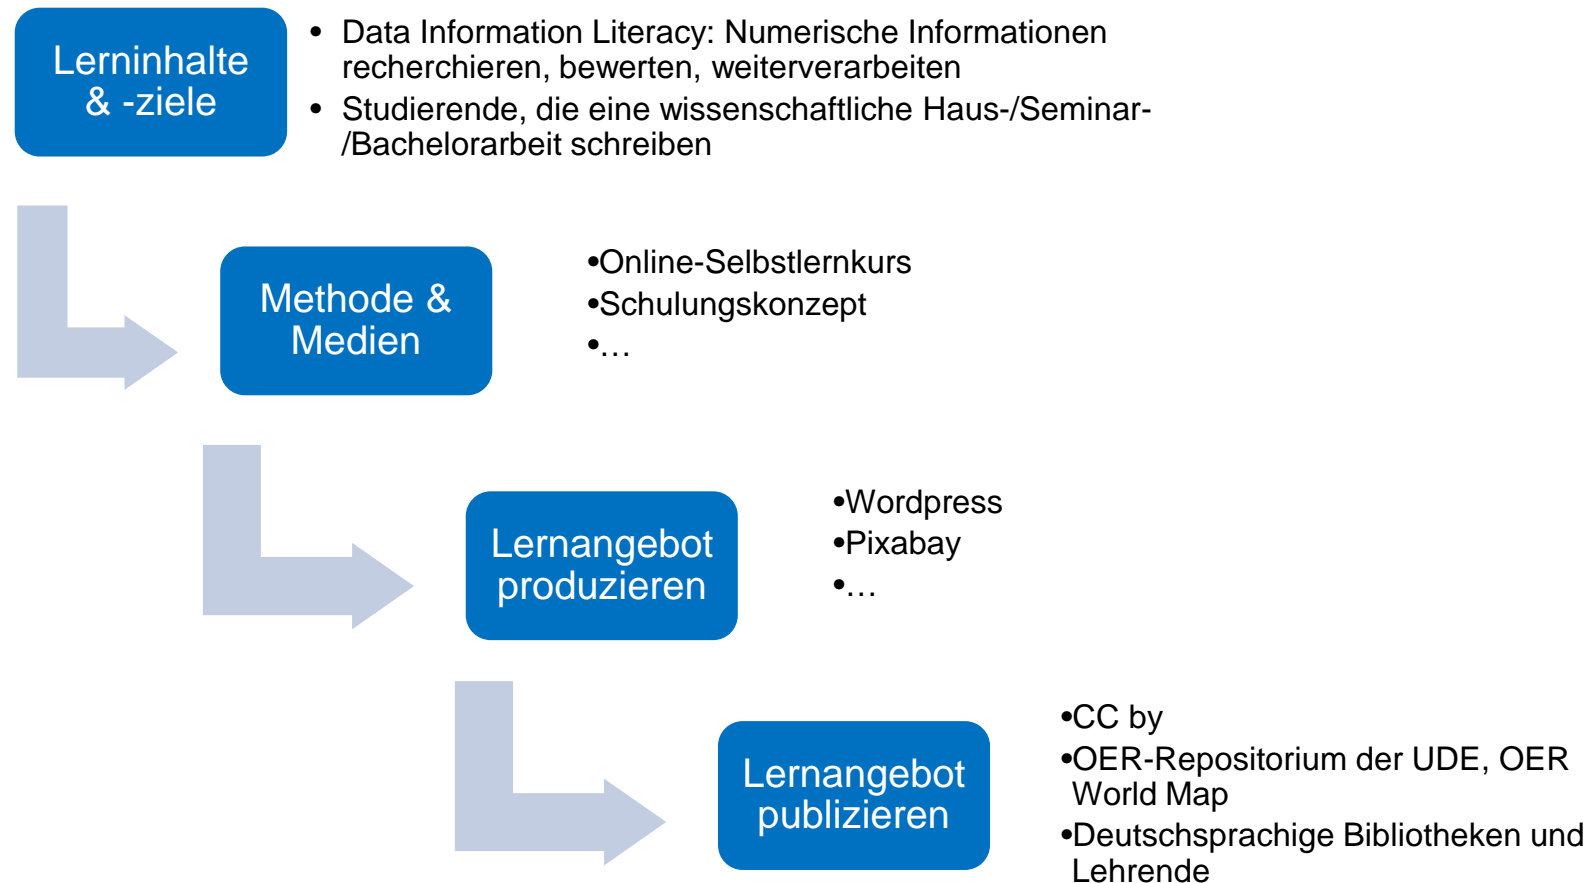 Lerninhalte
& -ziele
• Data Information Literacy: Numerische Informationen
recherchieren, bewerten, weiterverarbeiten
• Studierende, die eine wissenschaftliche Haus-/Seminar-
/Bachelorarbeit schreiben
Methode &
Medien
•Online-Selbstlernkurs
•Schulungskonzept
•…
Lernangebot
produzieren
•Wordpress
•Pixabay
•…
Lernangebot
publizieren
•CC by
•OER-Repositorium der UDE, OER
World Map
•Deutschsprachige Bibliotheken und
Lehrende